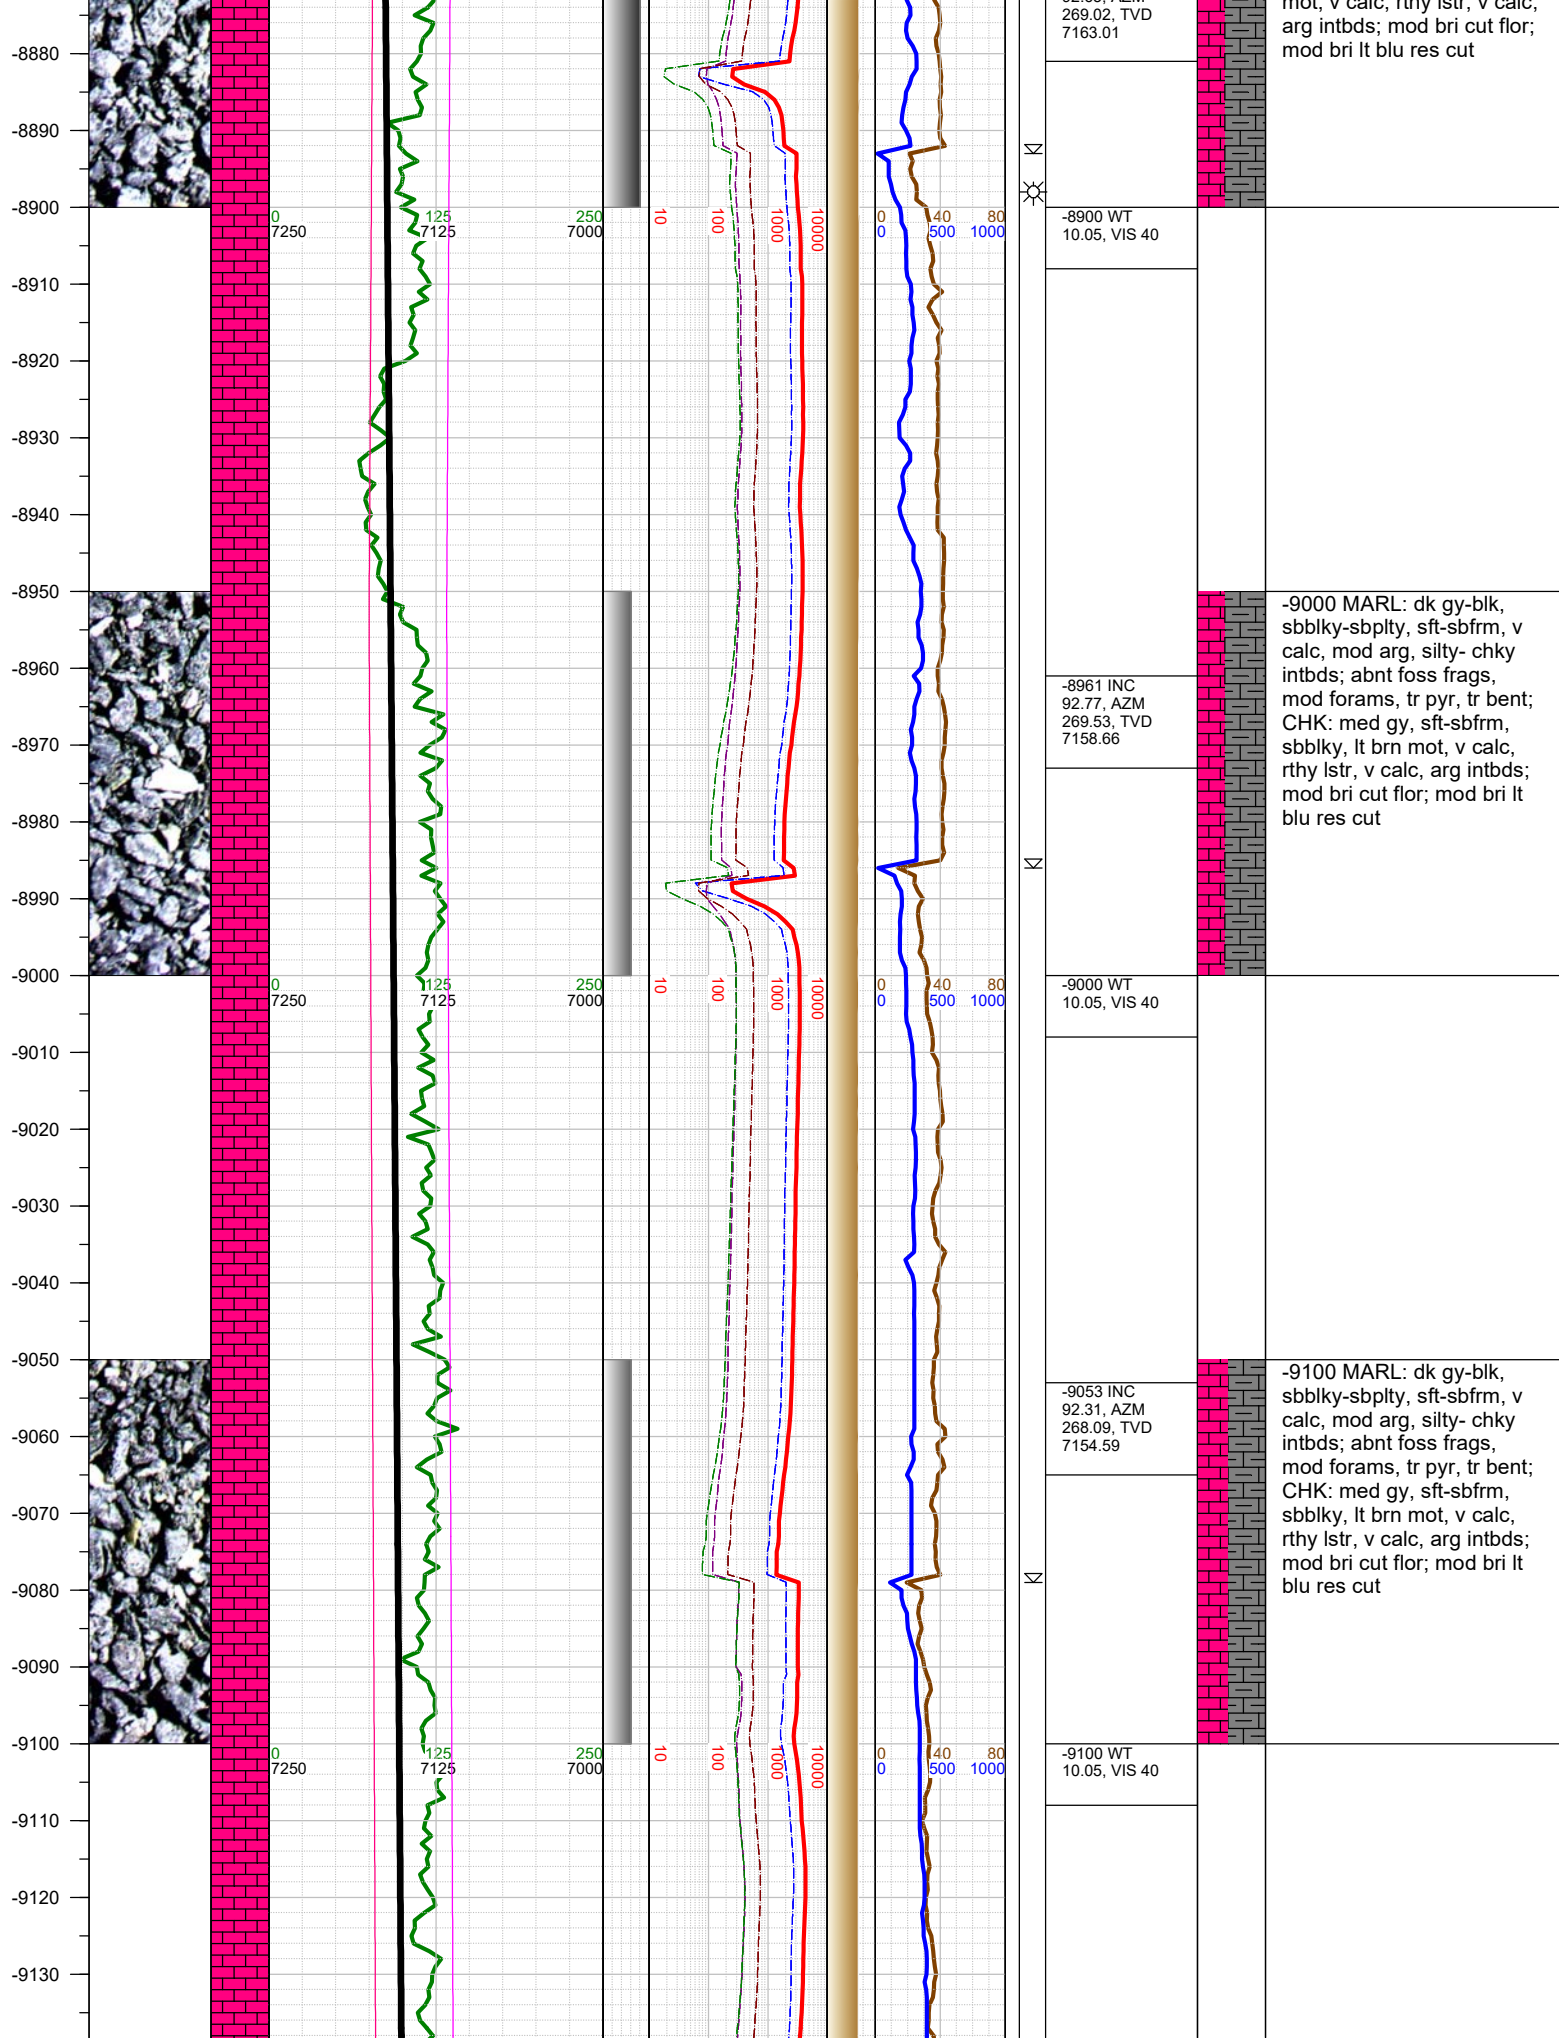 269.02, TVD
7163.01
mot, v calc, rthy lstr, v calc,
arg intbds; mod bri cut flor;
mod bri lt blu res cut
-8880
-8890
-8900
0 125 250
7250 7125 7000
10 100 1000 10000
0 40 80
0 500 1000
-8900 WT
10.05, VIS 40
-8910
-8920
-8930
-8940
-8950
-9000 MARL: dk gy-blk,
sbblky-sbplty, sft-sbfrm, v
calc, mod arg, silty- chky
intbds; abnt foss frags,
mod forams, tr pyr, tr bent;
CHK: med gy, sft-sbfrm,
sbblky, lt brn mot, v calc,
rthy lstr, v calc, arg intbds;
mod bri cut flor; mod bri lt
blu res cut
-8960
-8961 INC
92.77, AZM
269.53, TVD
7158.66
-8970
-8980
-8990
-9000
0 125 250
7250 7125 7000
10 100 1000 10000
0 40 80
0 500 1000
-9000 WT
10.05, VIS 40
-9010
-9020
-9030
-9040
-9050
-9053 INC
92.31, AZM
268.09, TVD
7154.59
-9100 MARL: dk gy-blk,
sbblky-sbplty, sft-sbfrm, v
calc, mod arg, silty- chky
intbds; abnt foss frags,
mod forams, tr pyr, tr bent;
CHK: med gy, sft-sbfrm,
sbblky, lt brn mot, v calc,
rthy lstr, v calc, arg intbds;
mod bri cut flor; mod bri lt
blu res cut
-9060
-9070
-9080
-9090
-9100
0 125 250
7250 7125 7000
10 100 1000 10000
0 40 80
0 500 1000
-9100 WT
10.05, VIS 40
-9110
-9120
-9130